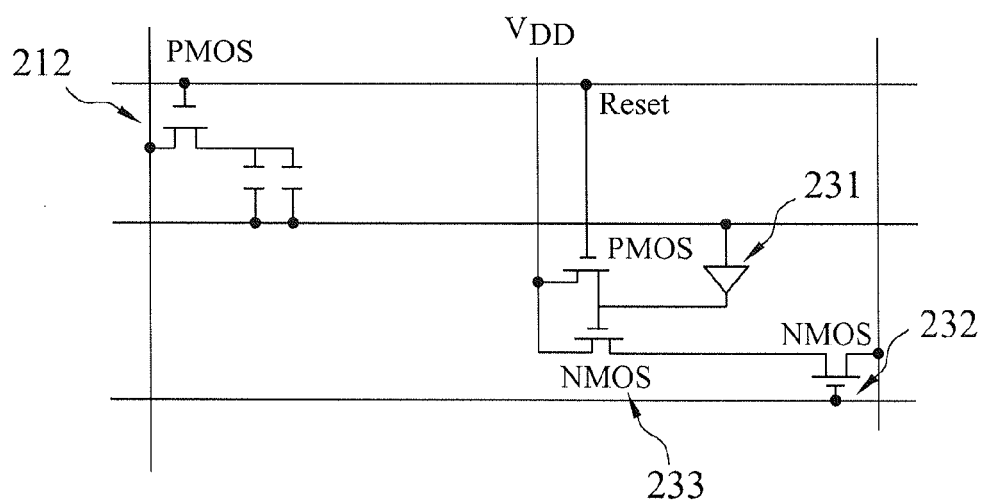 V_DD
PMOS
212
Reset
231
PMOS
NMOS
232
NMOS
233